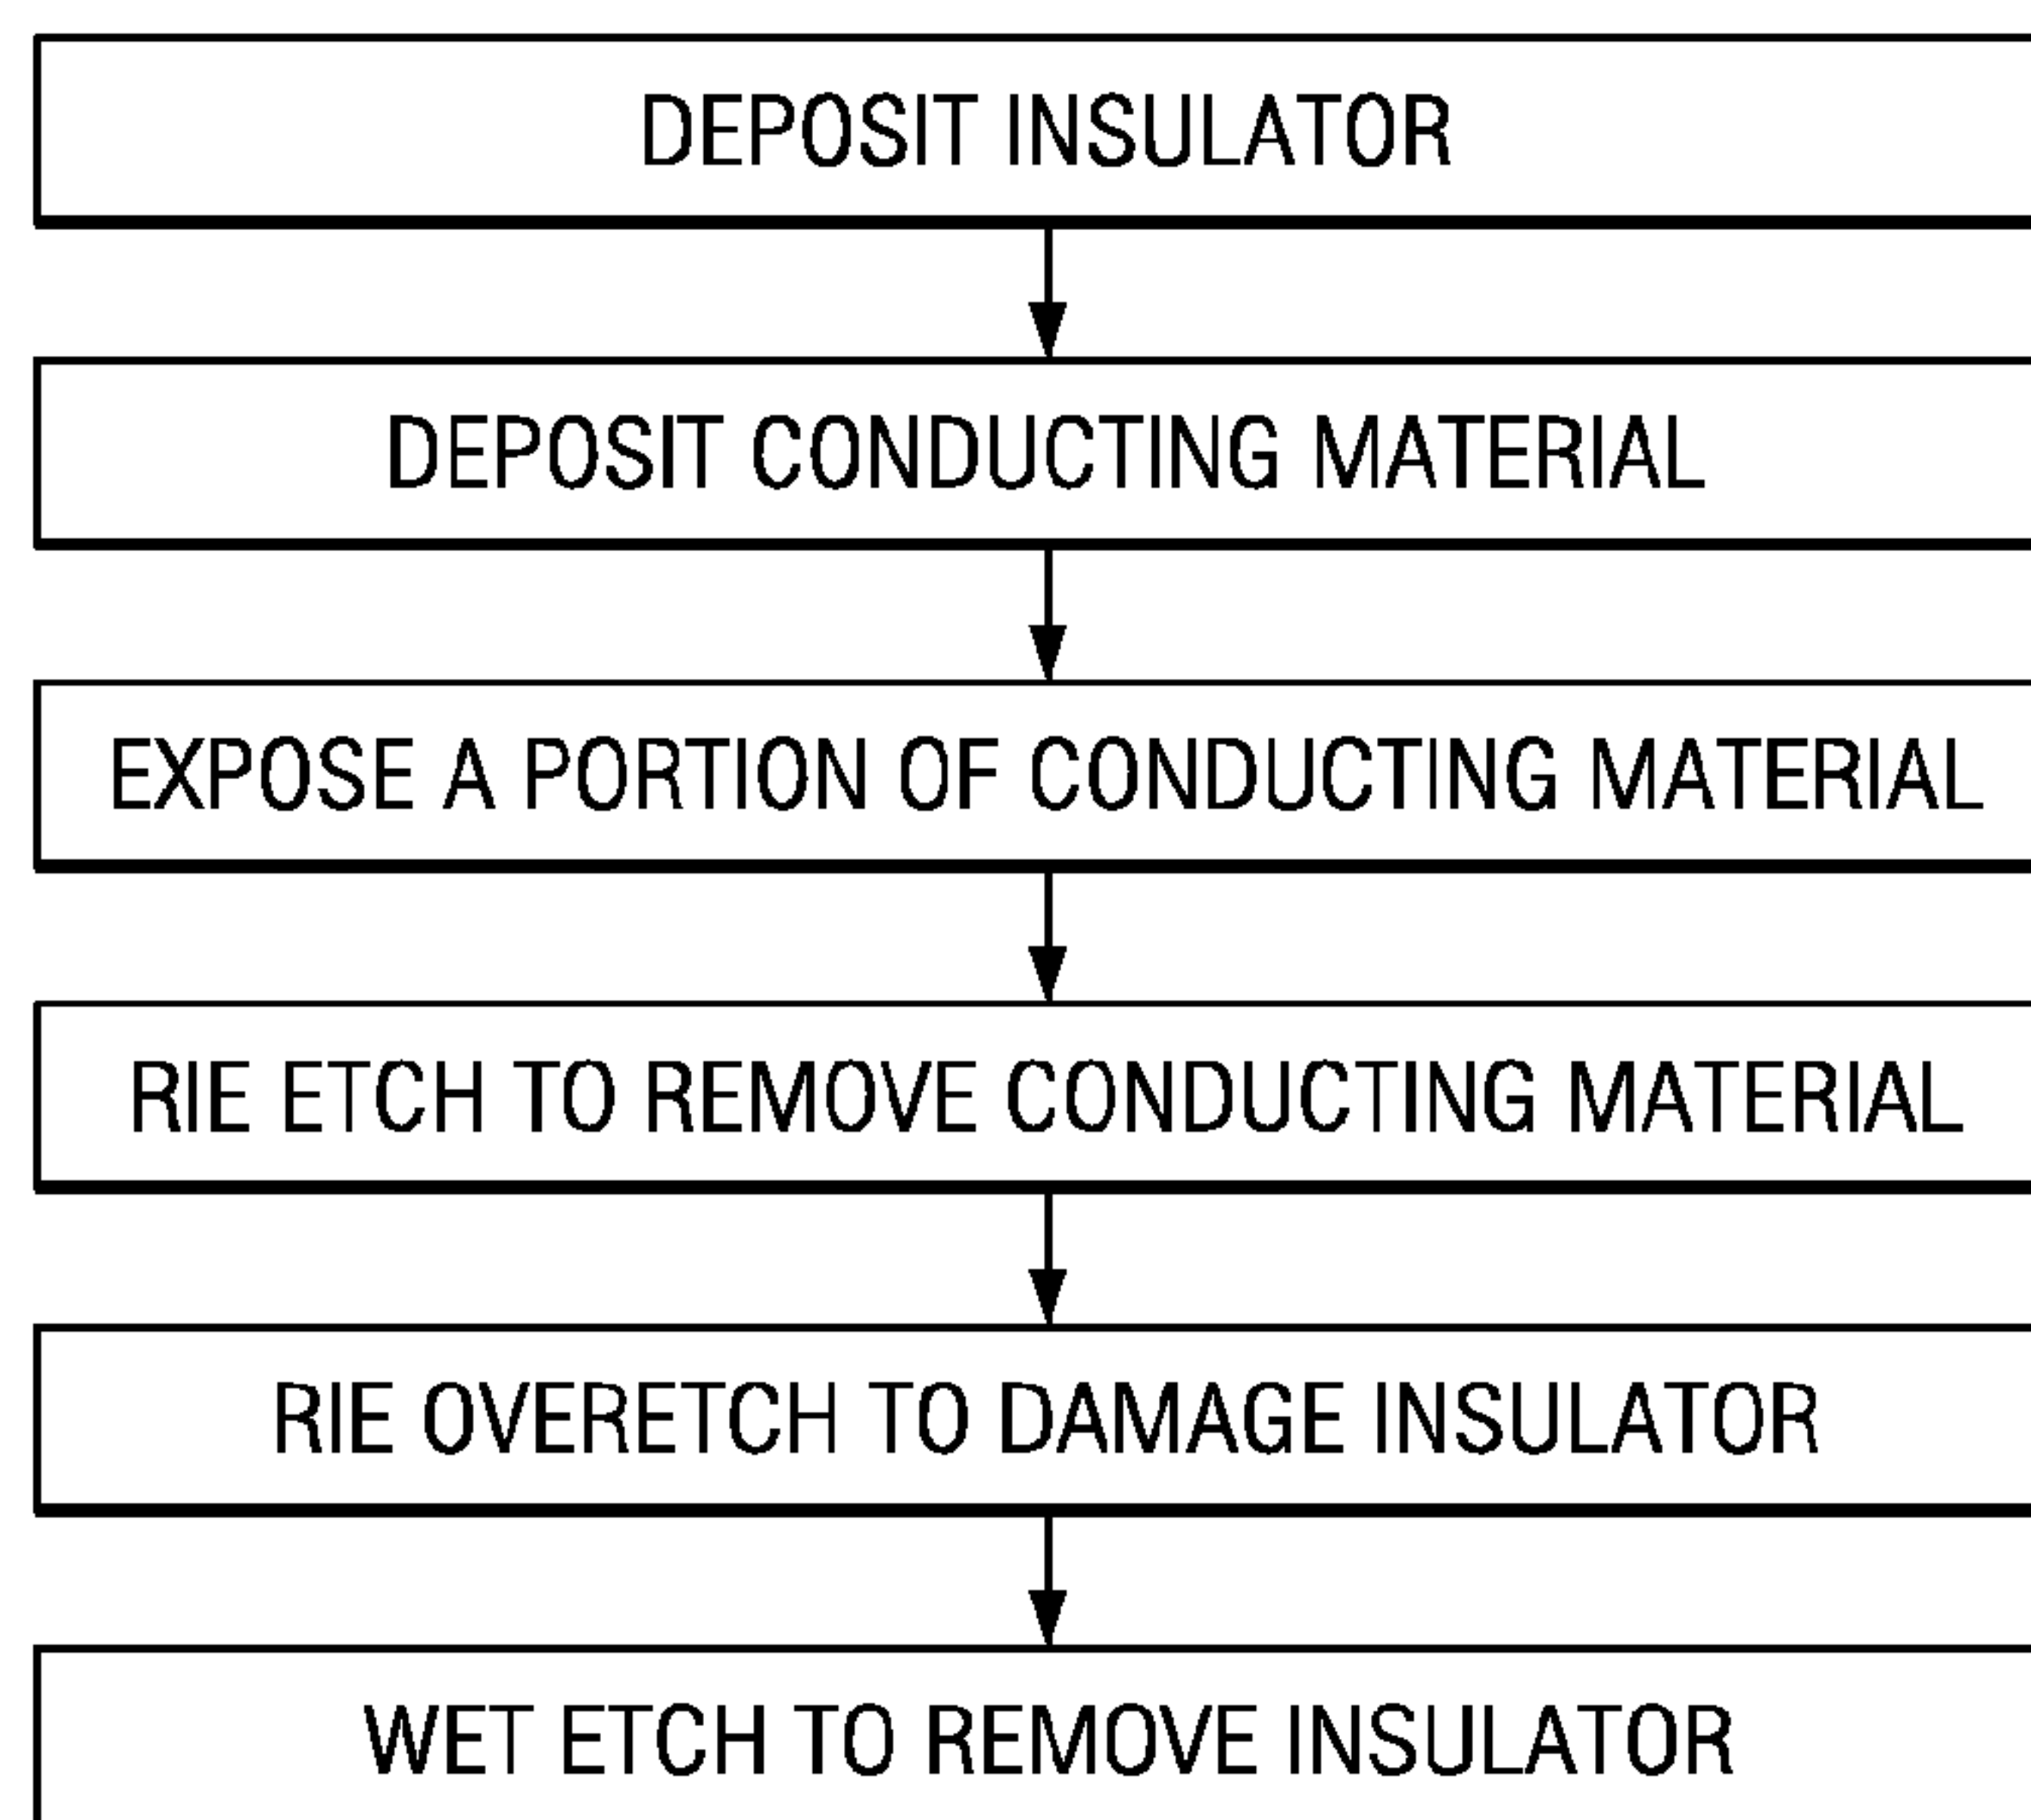 DEPOSIT INSULATOR
DEPOSIT CONDUCTING MATERIAL
EXPOSE A PORTION OF CONDUCTING MATERIAL
RIE ETCH TO REMOVE CONDUCTING MATERIAL
RIE OVERETCH TO DAMAGE INSULATOR
WET ETCH TO REMOVE INSULATOR